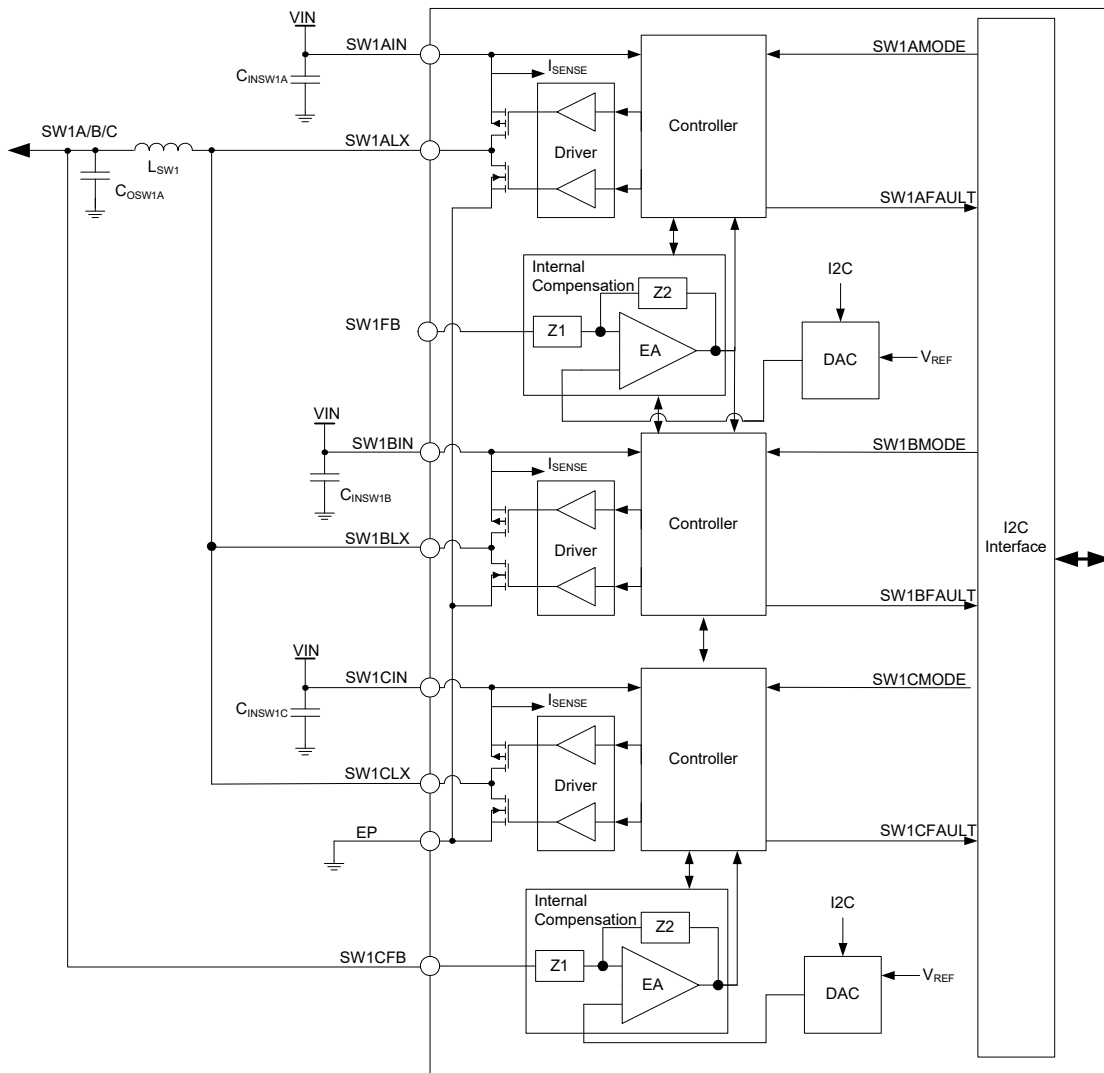 VIN
SW1AIN
CINSW1A
ISENSE
SW1AMODE
Controller
SW1A/B/C
LSW1
COSW1A
SW1ALX
Driver
SW1AFAULT
Internal
Compensation
Z2
I2C
SW1FB
Z1
EA
DAC
VREF
VIN
SW1BIN
CINSW1B
ISENSE
SW1BMODE
Controller
SW1BLX
Driver
I2C
Interface
SW1BFAULT
VIN
SW1CIN
CINSW1C
ISENSE
SW1CMODE
Controller
SW1CLX
Driver
EP
SW1CFAULT
Internal
Compensation
Z2
I2C
SW1CFB
Z1
EA
DAC
VREF